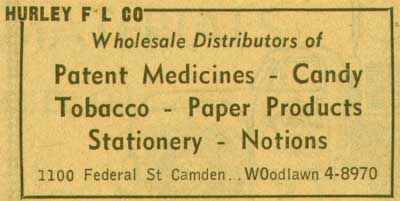 HURLEY F L CO
Wholesale Distributors of
Patent Medicines - Candy
Tobacco - Paper Products
Stationery - Notions
1100 Federal St Camden..WOodlawn 4-8970